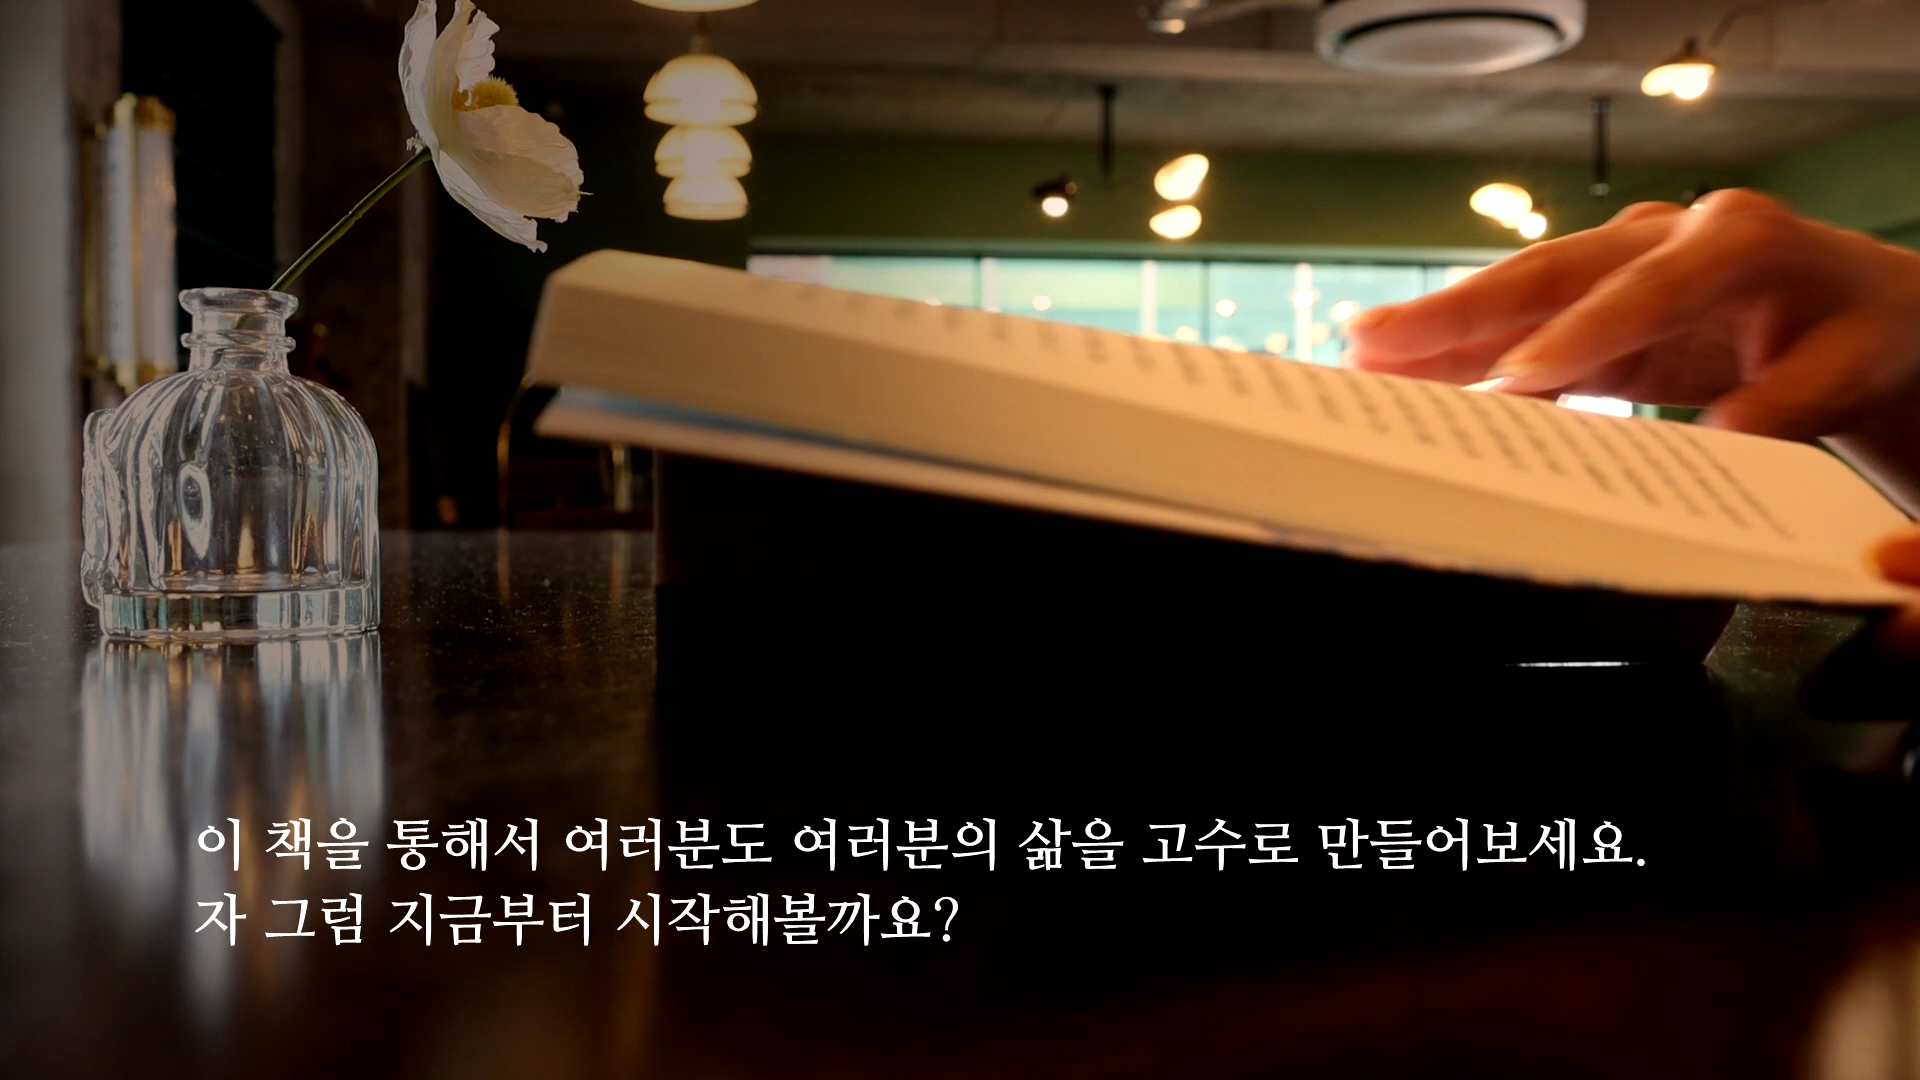 이 책을 통해서 여러분도 여러분의 삶을 고수로 만들어보세요.
자 그럼 지금부터 시작해볼까요?